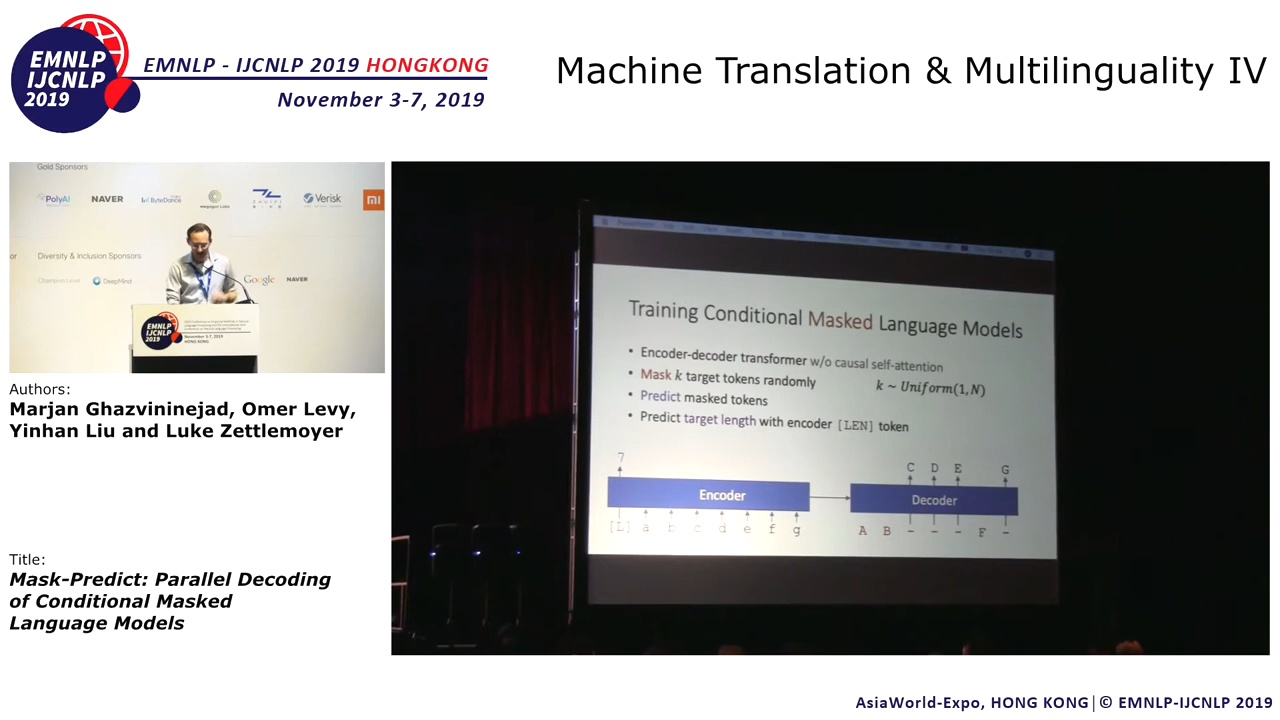 EMNLP
IJCNLP
2019
EMNLP - IJCNLP 2019 HONGKONG
November 3-7, 2019
Machine Translation & Multilinguality IV
Gold Sponsors
PolyAI NAVER ByteDance Verisk mi
Diversity & Inclusion Sponsors
Champion Level DeepMind Google NAVER
EMNLP
IJCNLP
2019
November 3-7, 2019
HONG KONG
Authors:
Marjan Ghazvininejad, Omer Levy,
Yinhan Liu and Luke Zettlemoyer
Title:
Mask-Predict: Parallel Decoding
of Conditional Masked
Language Models
Training Conditional Masked Language Models
• Encoder-decoder transformer w/o causal self-attention
• Mask k target tokens randomly k ~ Uniform(1, N)
• Predict masked tokens
• Predict target length with encoder [LEN] token
7
C D E G
Encoder
Decoder
[L] a b c d e f g
A B - - - F -
AsiaWorld-Expo, HONG KONG|© EMNLP-IJCNLP 2019